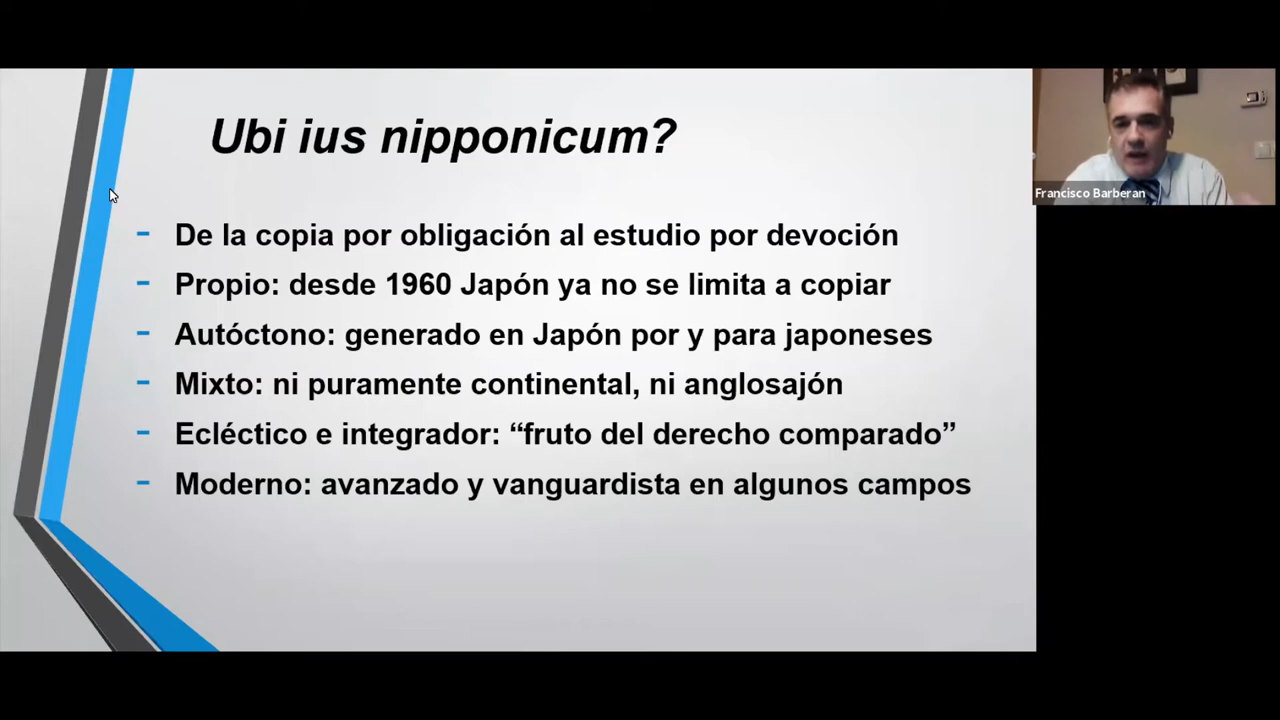 Ubi ius nipponicum?
- De la copia por obligación al estudio por devoción
- Propio: desde 1960 Japón ya no se limita a copiar
- Autóctono: generado en Japón por y para japoneses
- Mixto: ni puramente continental, ni anglosajón
- Ecléctico e integrador: “fruto del derecho comparado”
- Moderno: avanzado y vanguardista en algunos campos
Francisco Barberan